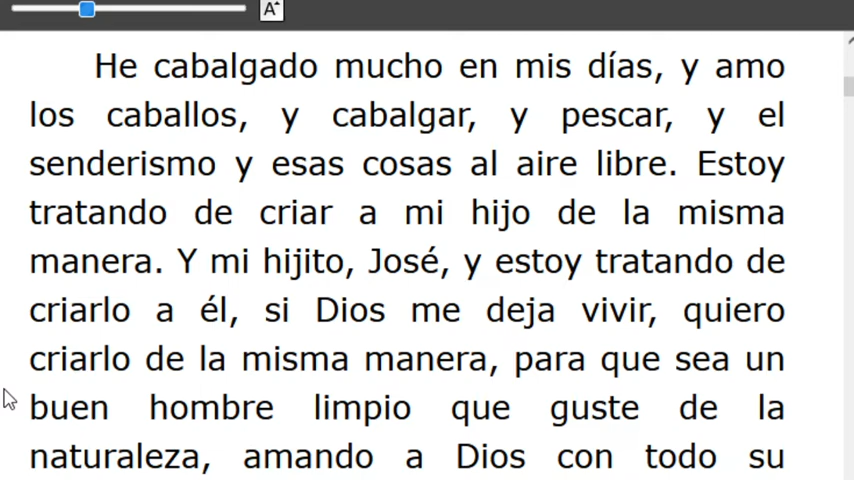 He cabalgado mucho en mis días, y amo
los caballos, y cabalgar, y pescar, y el
senderismo y esas cosas al aire libre. Estoy
tratando de criar a mi hijo de la misma
manera. Y mi hijito, José, y estoy tratando de
criarlo a él, si Dios me deja vivir, quiero
criarlo de la misma manera, para que sea un
buen hombre limpio que guste de la
naturaleza, amando a Dios con todo su